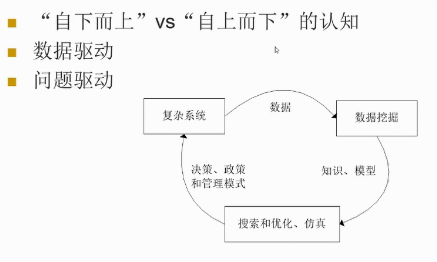 “自下而上”vs“自上而下”的认知
数据驱动
问题驱动
数据
复杂系统
数据挖掘
决策、政策
和管理模式
知识、模型
搜索和优化、仿真